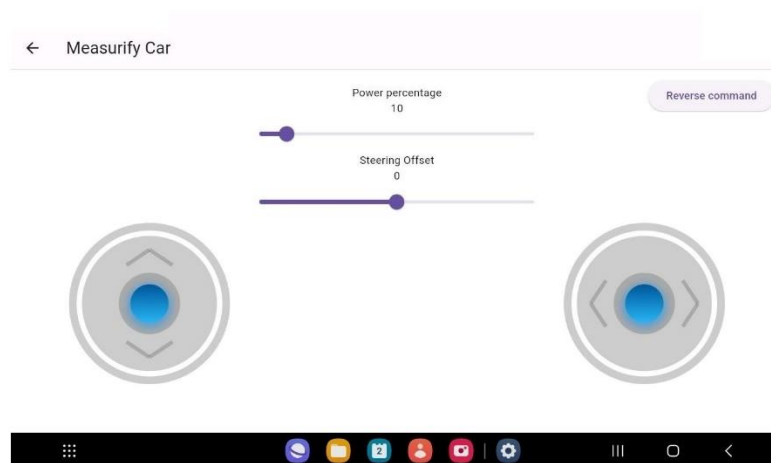 Measurify Car
Power percentage
10
Reverse command
Steering Offset
0
2